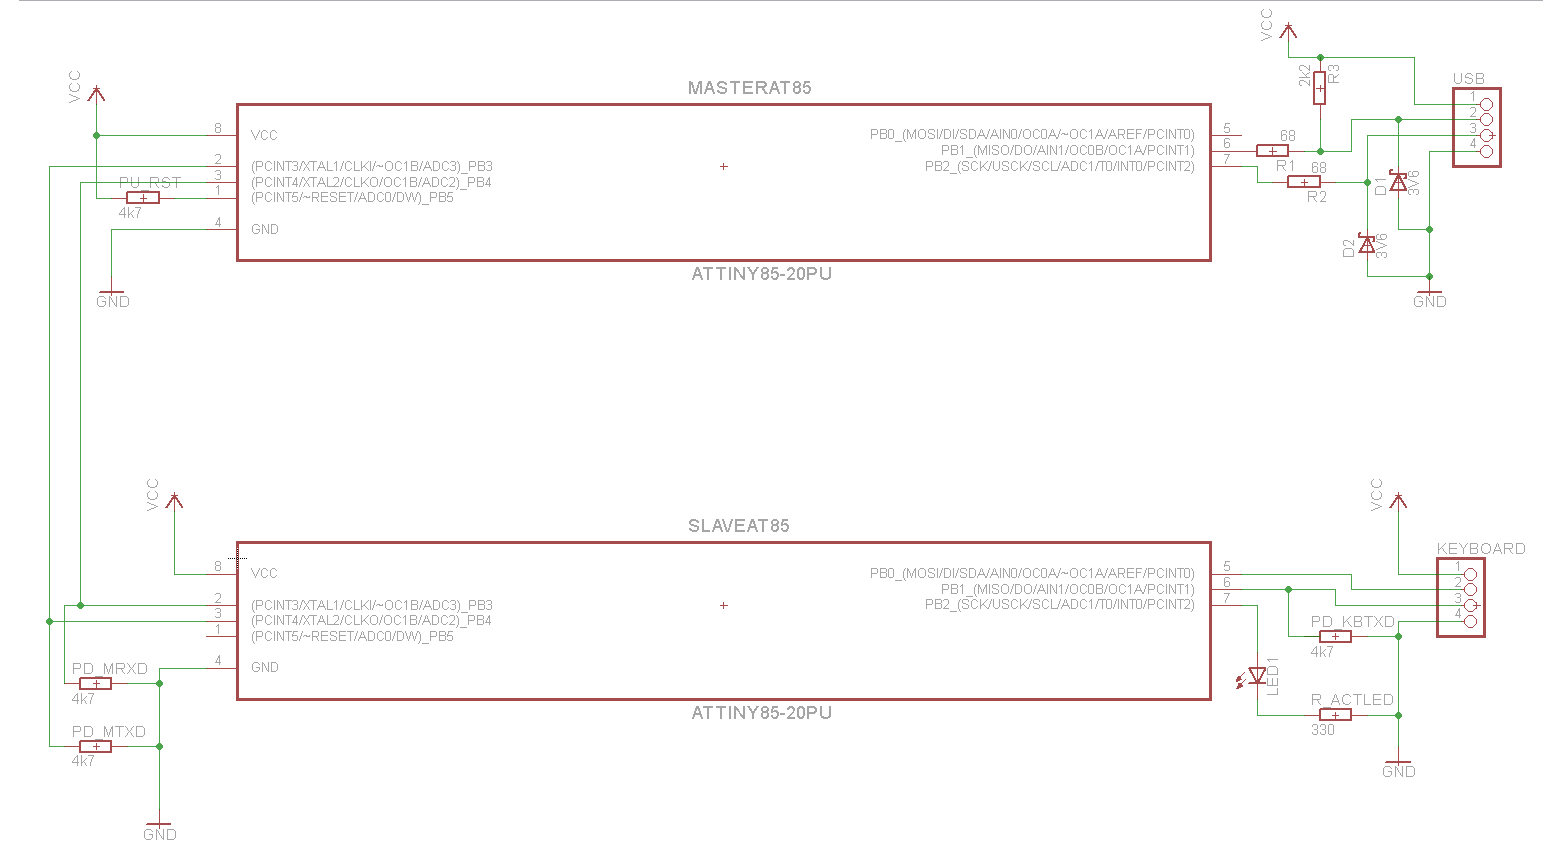 VCC
MASTERAT85
8
VCC
2
(PCINT3/XTAL1/CLKI/~OC1B/ADC3)_PB3
3
(PCINT4/XTAL2/CLKO/OC1B/ADC2)_PB4
PU_RST
1
(PCINT5/~RESET/ADC0/DW)_PB5
4k7
4
GND
GND
PB0_(MOSI/DI/SDA/AIN0/OC0A/~OC1A/AREF/PCINT0)
5
PB1_(MISO/DO/AIN1/OC0B/OC1A/PCINT1)
6
PB2_(SCK/USCK/SCL/ADC1/T0/INT0/PCINT2)
7
ATTINY85-20PU
VCC
2k2
R3
68
R1
68
R2
D1
3V6
D2
3V6
USB
1
2
3
4
GND
VCC
SLAVEAT85
8
VCC
2
(PCINT3/XTAL1/CLKI/~OC1B/ADC3)_PB3
3
(PCINT4/XTAL2/CLKO/OC1B/ADC2)_PB4
1
(PCINT5/~RESET/ADC0/DW)_PB5
4
GND
PD_MRXD
4k7
PD_MTXD
4k7
GND
PB0_(MOSI/DI/SDA/AIN0/OC0A/~OC1A/AREF/PCINT0)
5
PB1_(MISO/DO/AIN1/OC0B/OC1A/PCINT1)
6
PB2_(SCK/USCK/SCL/ADC1/T0/INT0/PCINT2)
7
ATTINY85-20PU
VCC
KEYBOARD
1
2
3
4
PD_KBTXD
4k7
LED1
R_ACTLED
330
GND